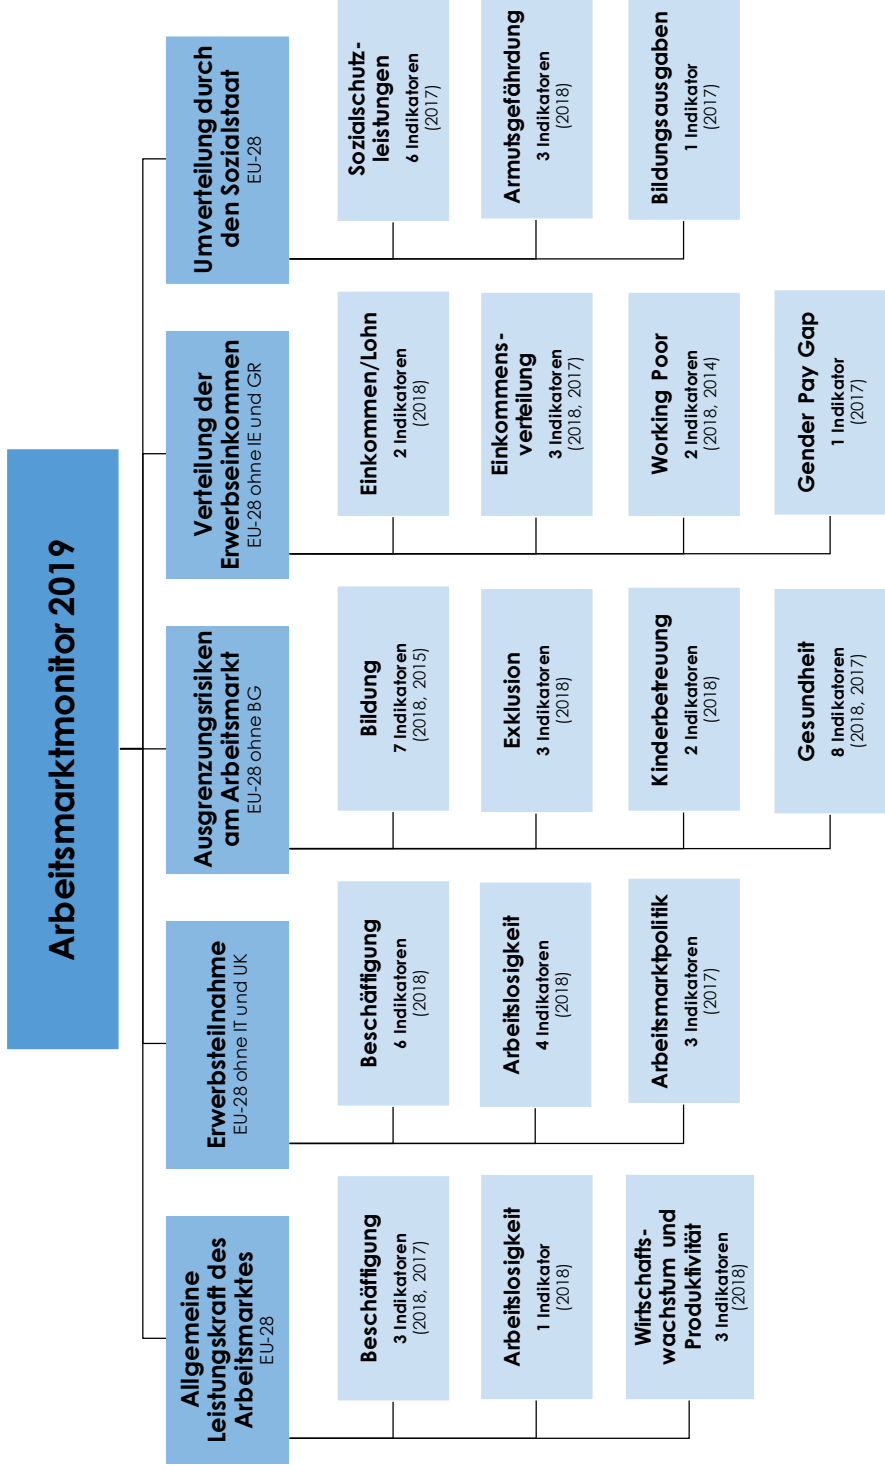 Arbeitsmarktmonitor 2019
Allgemeine
Leistungskraft des
Arbeitsmarktes
EU-28
Beschäftigung
3 Indikatoren
(2018, 2017)
Arbeitslosigkeit
1 Indikator
(2018)
Wirtschafts-
wachstum und
Produktivität
3 Indikatoren
(2018)
Erwerbsteilnahme
EU-28 ohne IT und UK
Beschäftigung
6 Indikatoren
(2018)
Arbeitslosigkeit
4 Indikatoren
(2018)
Arbeitsmarktpolitik
3 Indikatoren
(2017)
Ausgrenzungsrisiken
am Arbeitsmarkt
EU-28 ohne BG
Bildung
7 Indikatoren
(2018, 2015)
Exklusion
3 Indikatoren
(2018)
Kinderbetreuung
2 Indikatoren
(2018)
Gesundheit
8 Indikatoren
(2018, 2017)
Verteilung der
Erwerbseinkommen
EU-28 ohne IE und GR
Einkommen/Lohn
2 Indikatoren
(2018)
Einkommens-
verteilung
3 Indikatoren
(2018, 2017)
Working Poor
2 Indikatoren
(2018, 2014)
Gender Pay Gap
1 Indikator
(2017)
Umverteilung durch
den Sozialstaat
EU-28
Sozialschutz-
leistungen
6 Indikatoren
(2017)
Armutsgefährdung
3 Indikatoren
(2018)
Bildungsausgaben
1 Indikator
(2017)